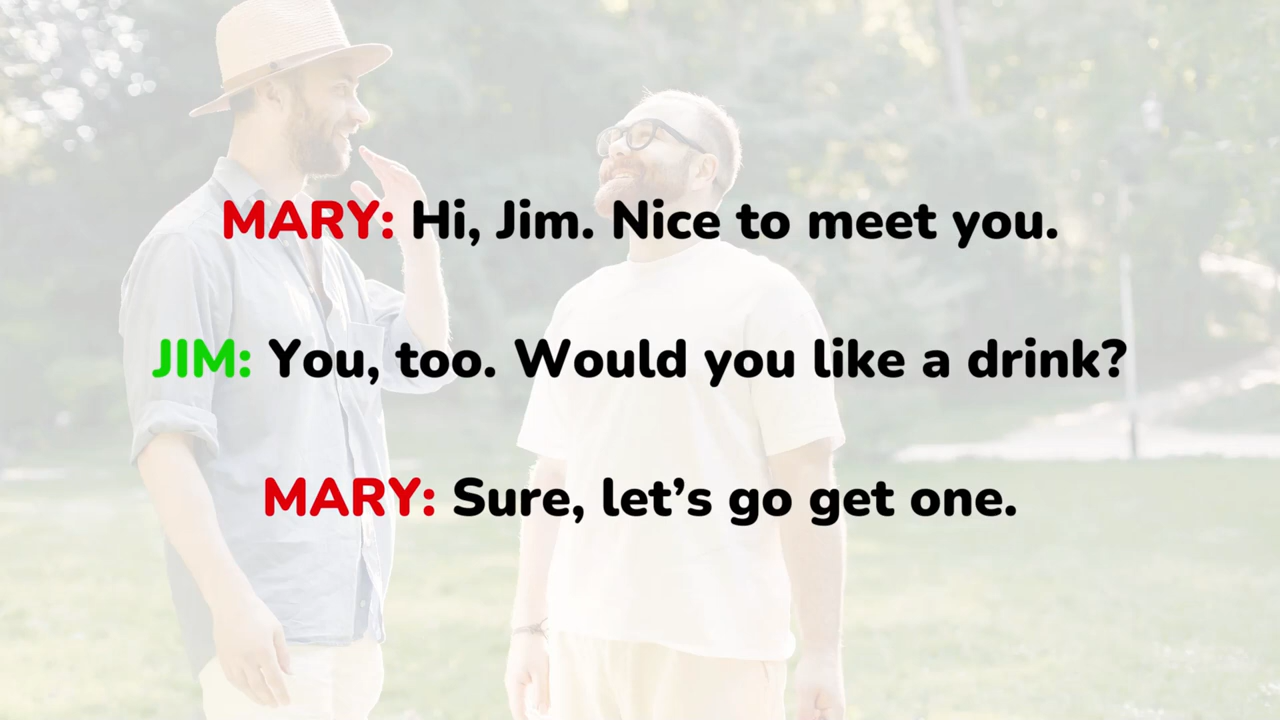 MARY: Hi, Jim. Nice to meet you.
JIM: You, too. Would you like a drink?
MARY: Sure, let’s go get one.